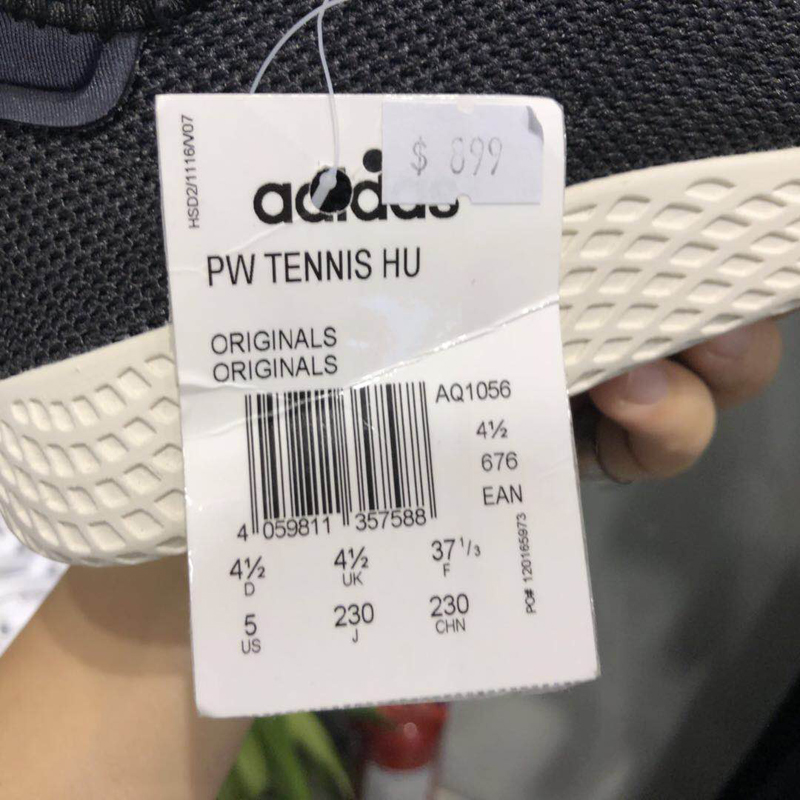 HSD2/1116/V07
$ 899
adidas
PW TENNIS HU
ORIGINALS
ORIGINALS
AQ1056
4½
676
EAN
4 059811 357588
4½ 4½ 37 1/3
D UK F
5 230 230
US J CHN
PO# 120165973